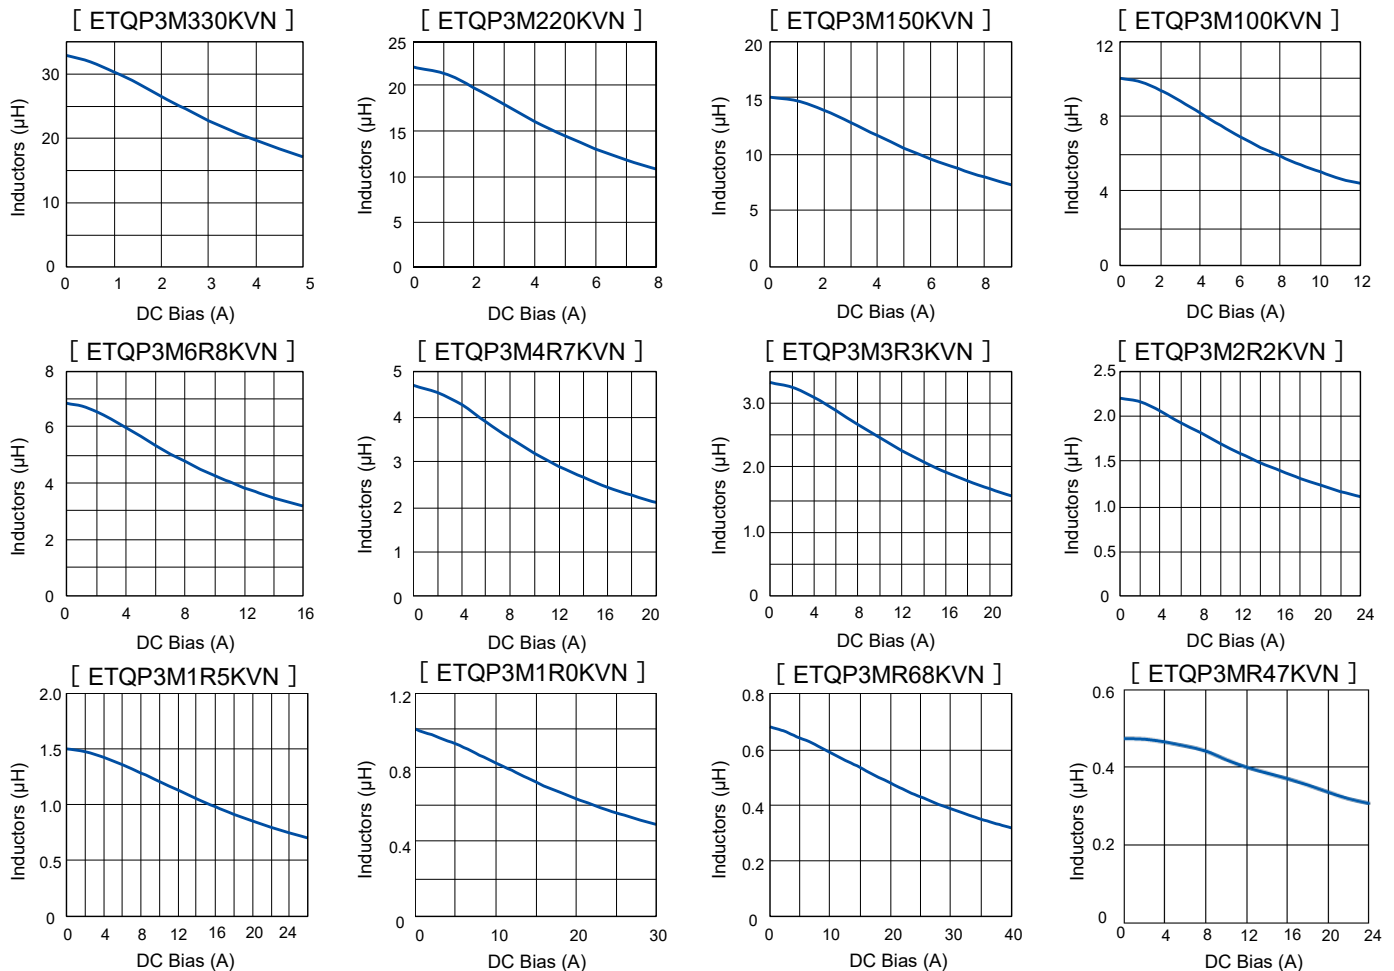 [ ETQP3M330KVN ]
Inductors (µH)
30
20
10
0
0 1 2 3 4 5
DC Bias (A)
[ ETQP3M220KVN ]
Inductors (µH)
25
20
15
10
5
0
0 2 4 6 8
DC Bias (A)
[ ETQP3M150KVN ]
Inductors (µH)
20
15
10
5
0
0 2 4 6 8
DC Bias (A)
[ ETQP3M100KVN ]
Inductors (µH)
12
8
4
0
0 2 4 6 8 10 12
DC Bias (A)
[ ETQP3M6R8KVN ]
Inductors (µH)
8
6
4
2
0
0 4 8 12 16
DC Bias (A)
[ ETQP3M4R7KVN ]
Inductors (µH)
5
4
3
2
1
0
0 4 8 12 16 20
DC Bias (A)
[ ETQP3M3R3KVN ]
Inductors (µH)
3.0
2.0
1.0
0
0 4 8 12 16 20
DC Bias (A)
[ ETQP3M2R2KVN ]
Inductors (µH)
2.5
2.0
1.5
1.0
0.5
0
0 4 8 12 16 20 24
DC Bias (A)
[ ETQP3M1R5KVN ]
Inductors (µH)
2.0
1.5
1.0
0.5
0
0 4 8 12 16 20 24
DC Bias (A)
[ ETQP3M1R0KVN ]
Inductors (µH)
1.2
0.8
0.4
0
0 10 20 30
DC Bias (A)
[ ETQP3MR68KVN ]
Inductors (µH)
0.8
0.6
0.4
0.2
0
0 10 20 30 40
DC Bias (A)
[ ETQP3MR47KVN ]
Inductors (µH)
0.6
0.4
0.2
0
0 4 8 12 16 20 24
DC Bias (A)